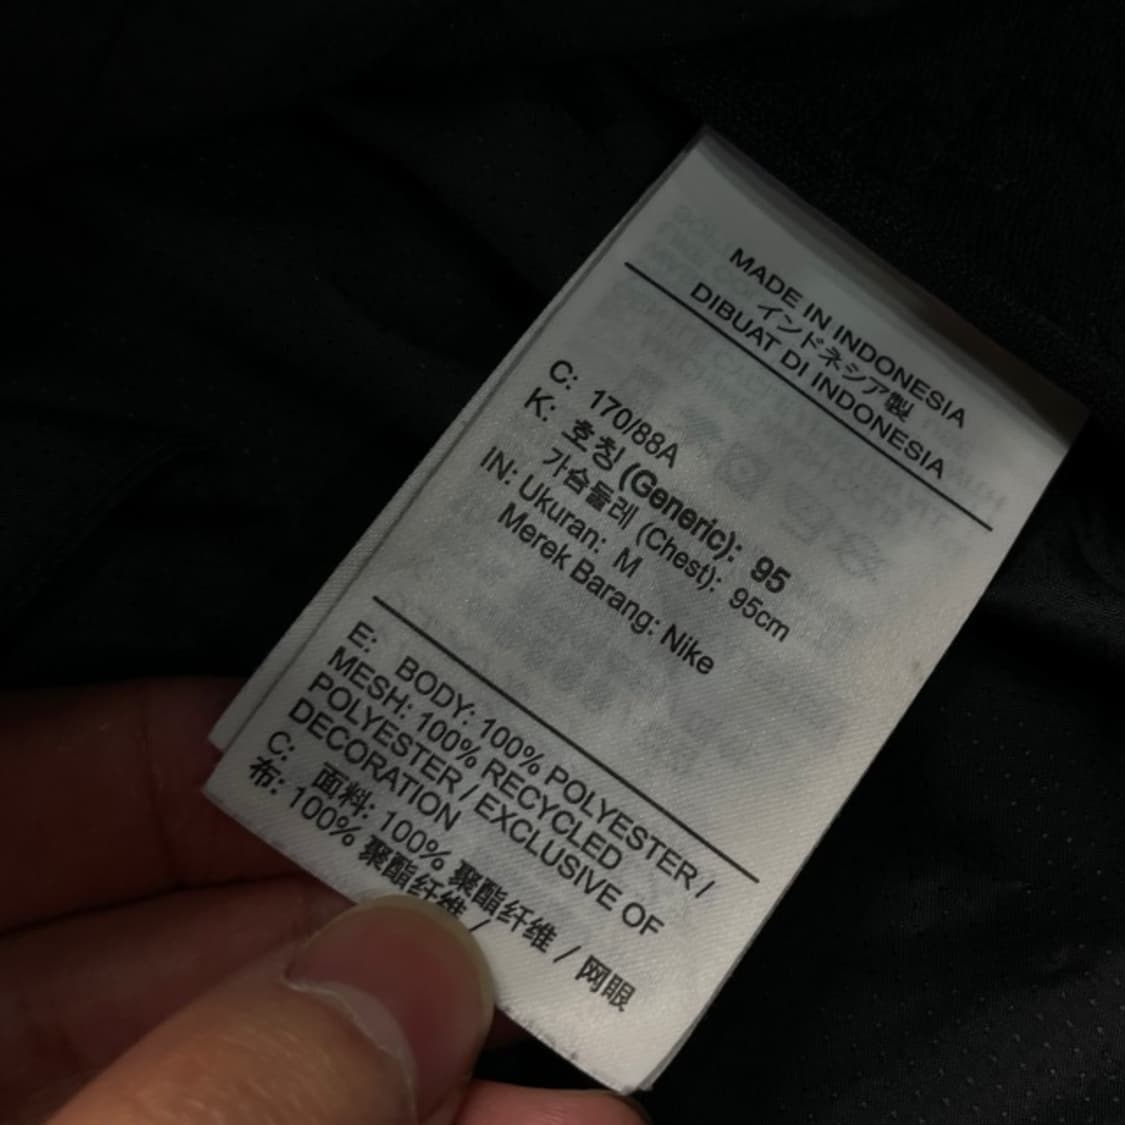 MADE IN INDONESIA
インドネシア製
DIBUAT DI INDONESIA
C: 170/88A
K: 호칭 (Generic): 95
가슴둘레 (Chest): 95cm
IN: Ukuran: M
Merek Barang: Nike
E: BODY: 100% POLYESTER /
MESH: 100% RECYCLED
POLYESTER / EXCLUSIVE OF
DECORATION
C: 面料: 100% 聚酯纤维 / 网眼
布: 100% 聚酯纤维 /